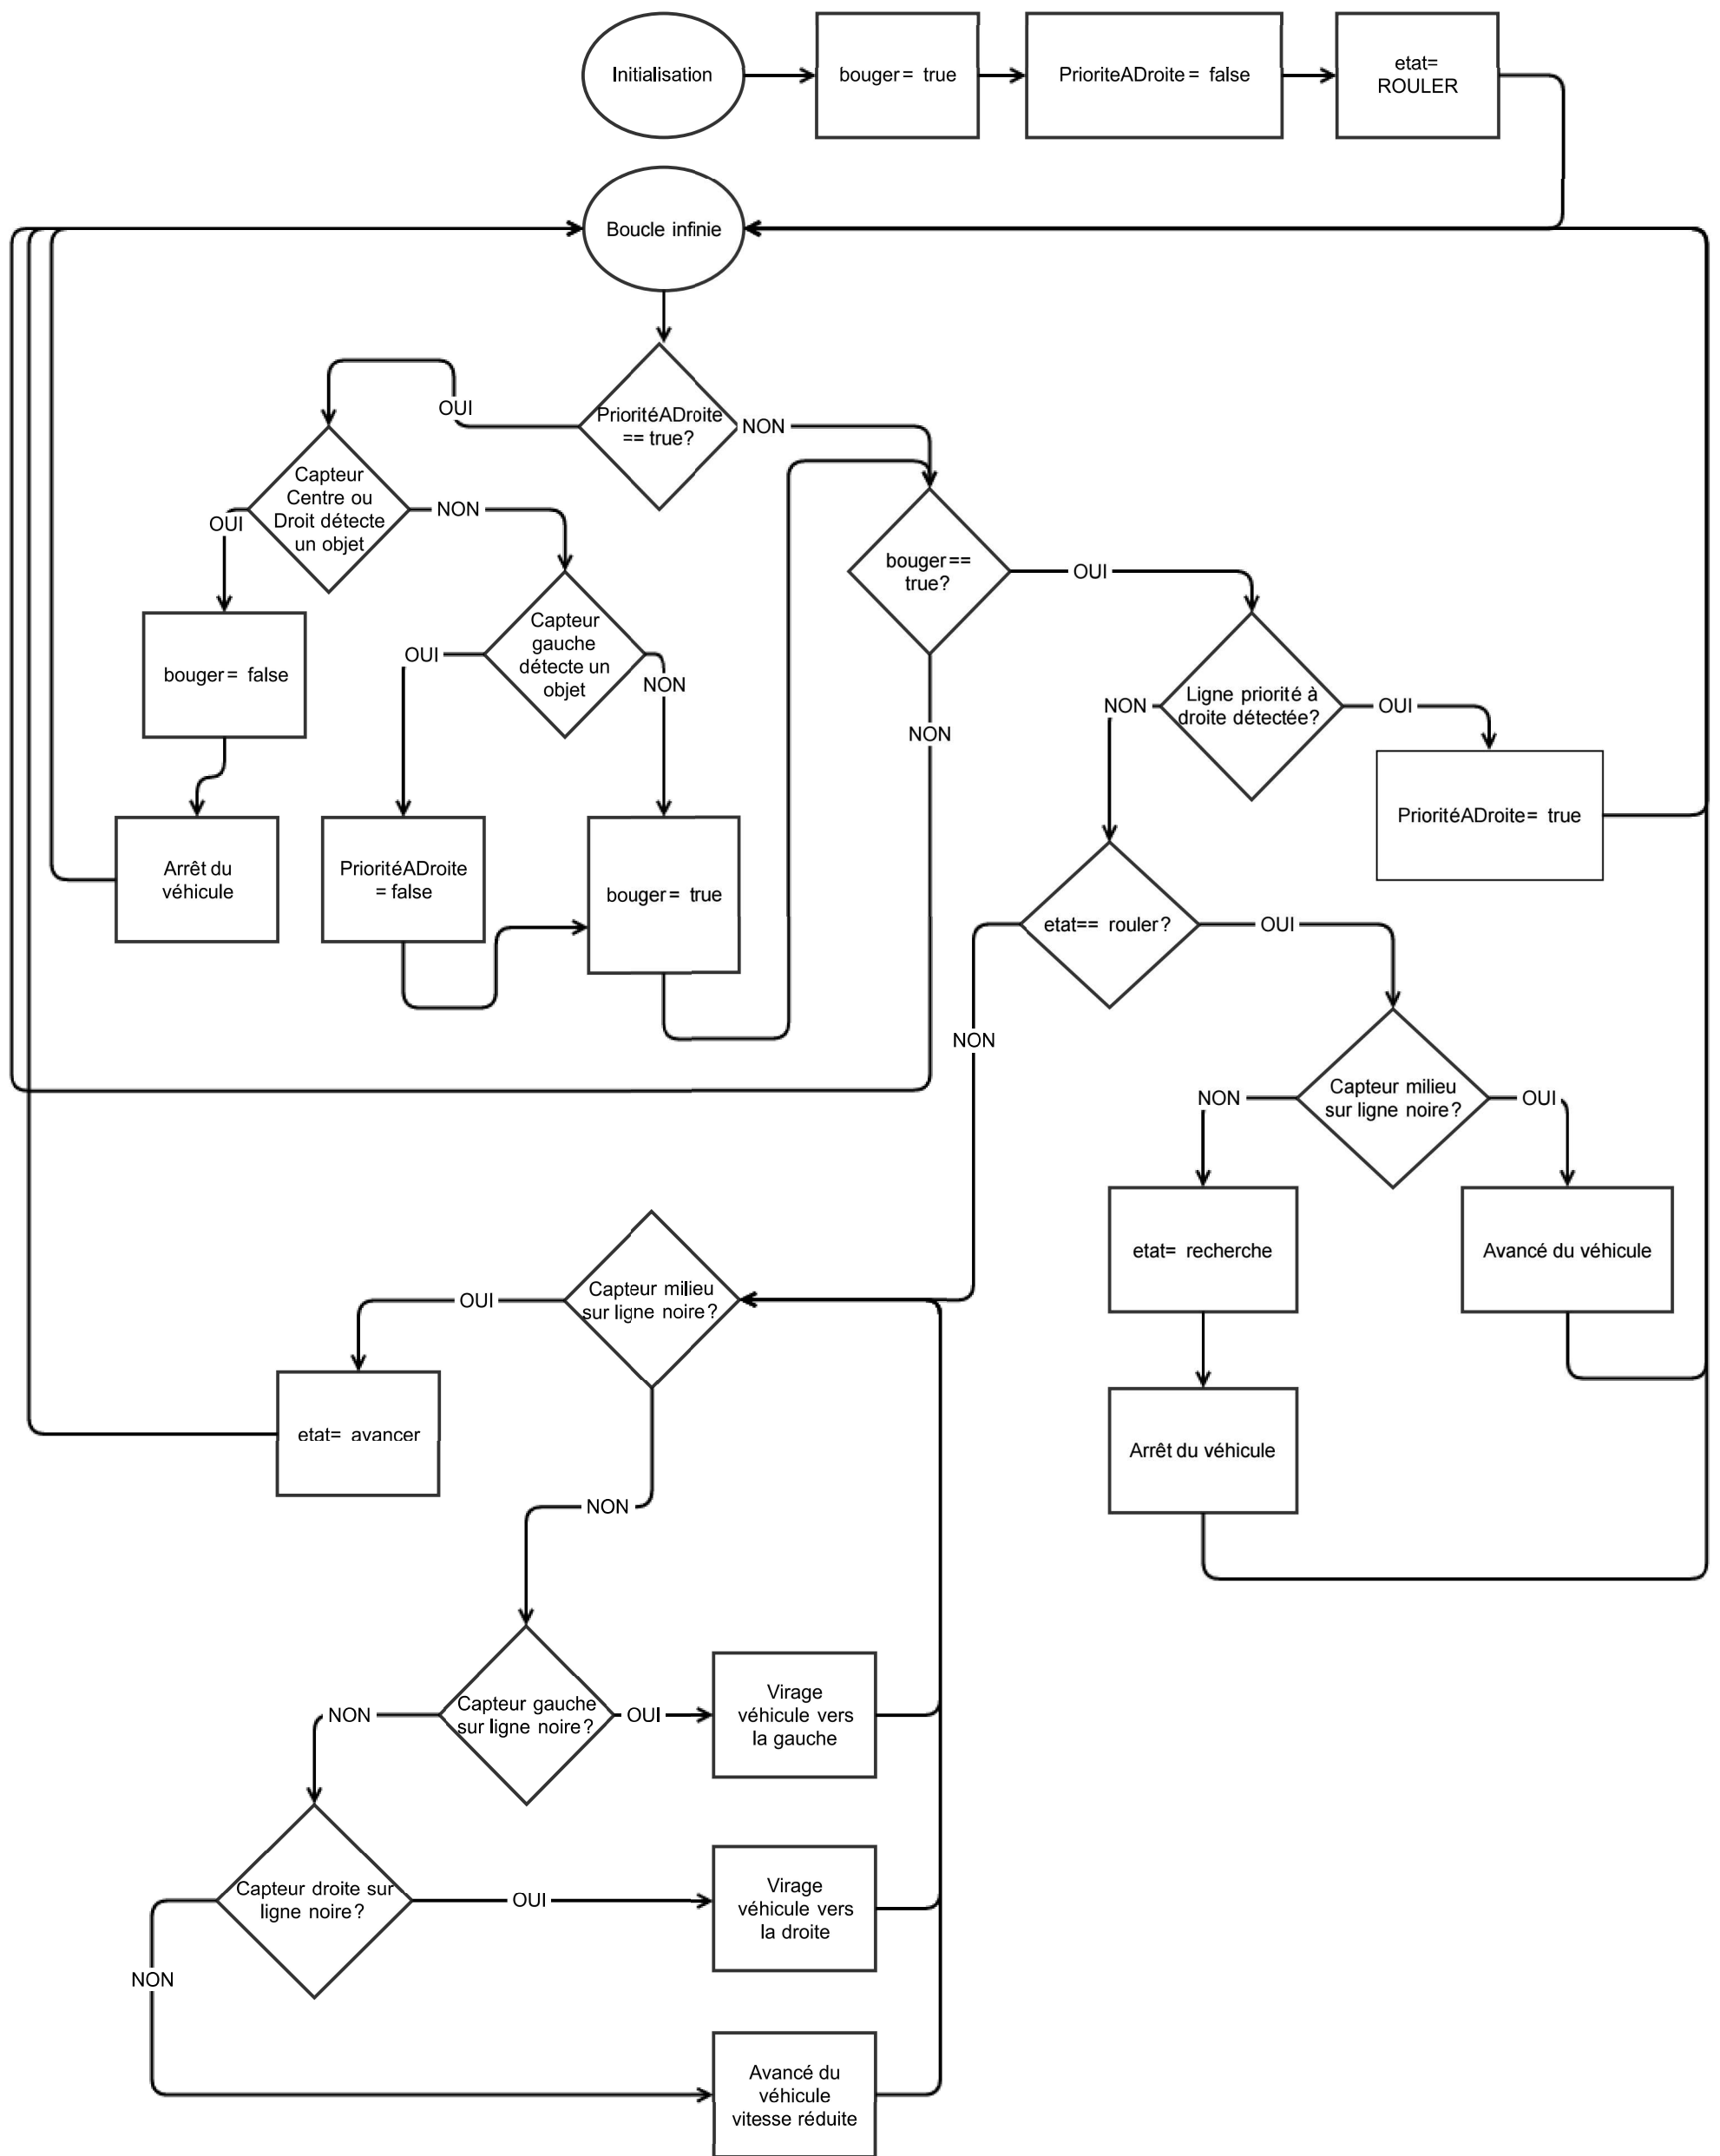 Initialisation
bouger= true
PrioriteADroite= false
etat=
ROULER
Boucle infinie
OUI
PrioritéADroite
== true?
NON
Capteur
Centre ou
Droit détecte
un objet
OUI
NON
bouger==
true?
OUI
Capteur
gauche
détecte un
objet
OUI
NON
bouger= false
Ligne priorité à
droite détectée?
NON
OUI
NON
PrioritéADroite= true
Arrêt du
véhicule
PrioritéADroite
= false
bouger= true
etat== rouler?
OUI
NON
Capteur milieu
sur ligne noire?
NON
OUI
etat= recherche
Avancé du véhicule
Capteur milieu
sur ligne noire?
OUI
etat= avancer
Arrêt du véhicule
NON
Capteur gauche
sur ligne noire?
NON
OUI
Virage
véhicule vers
la gauche
Capteur droite sur
ligne noire?
OUI
Virage
véhicule vers
la droite
NON
Avancé du
véhicule
vitesse réduite